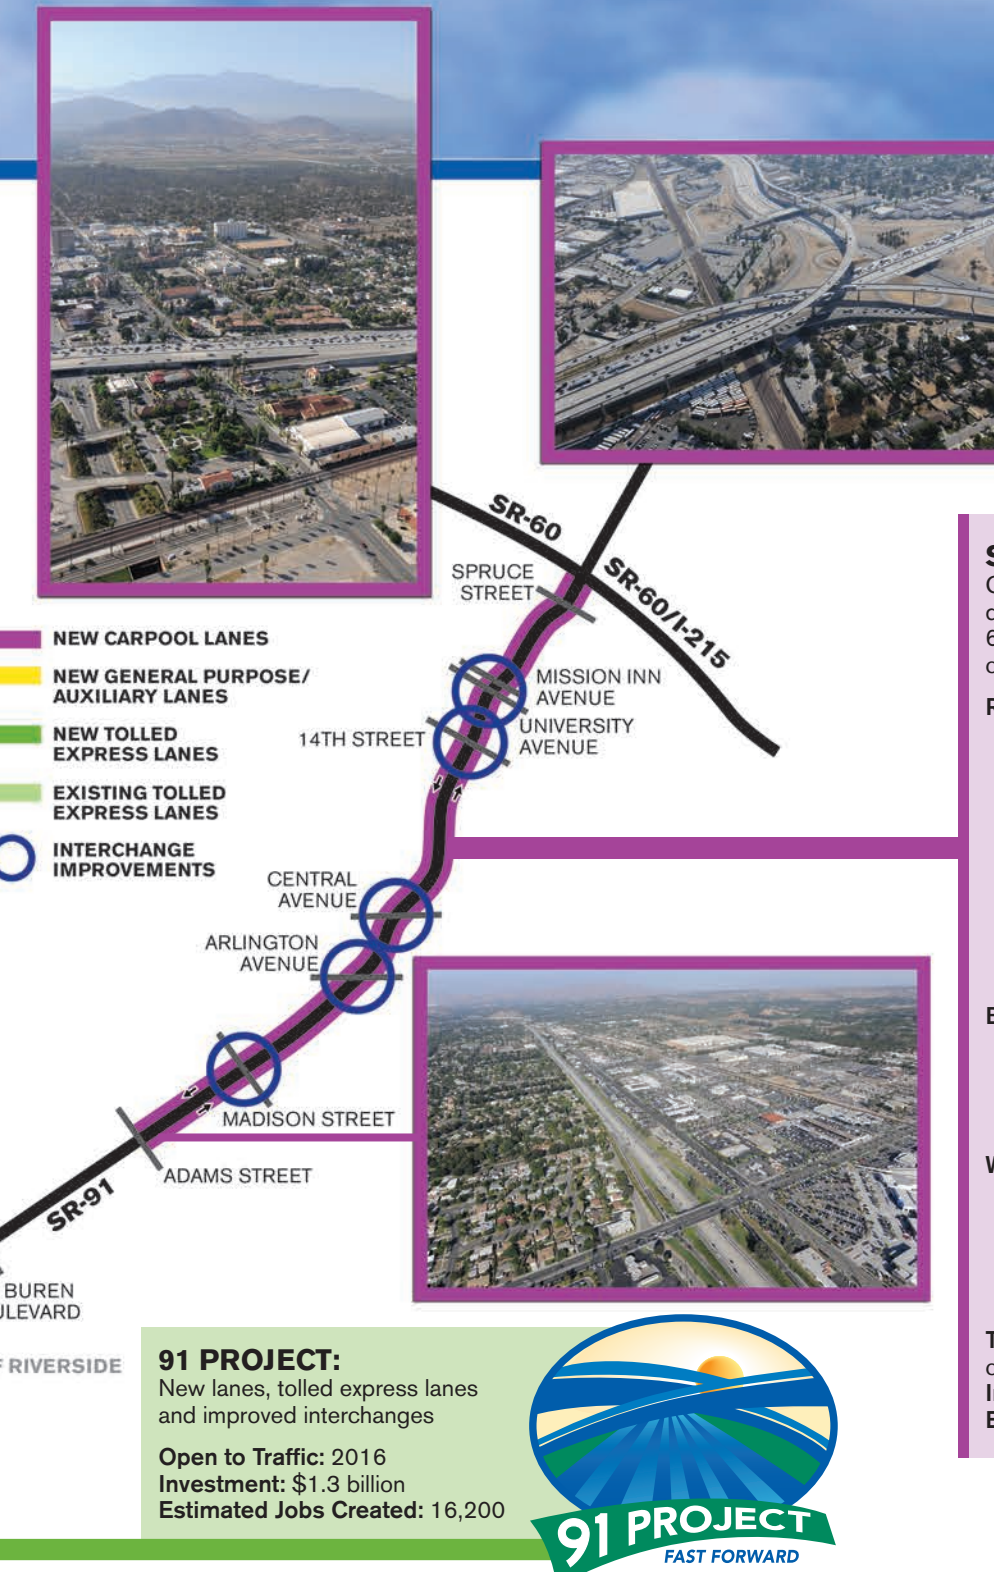 SR-60
SPRUCE
STREET
SR-60/I-215
NEW CARPOOL LANES
NEW GENERAL PURPOSE/
AUXILIARY LANES
NEW TOLLED
EXPRESS LANES
EXISTING TOLLED
EXPRESS LANES
INTERCHANGE
IMPROVEMENTS
MISSION INN
AVENUE
14TH STREET
UNIVERSITY
AVENUE
CENTRAL
AVENUE
ARLINGTON
AVENUE
MADISON STREET
ADAMS STREET
SR-91
BUREN
RIVERSIDE
91 PROJECT:
New lanes, tolled express lanes
and improved interchanges
Open to Traffic: 2016
Investment: $1.3 billion
Estimated Jobs Created: 16,200
91 PROJECT
FAST FORWARD